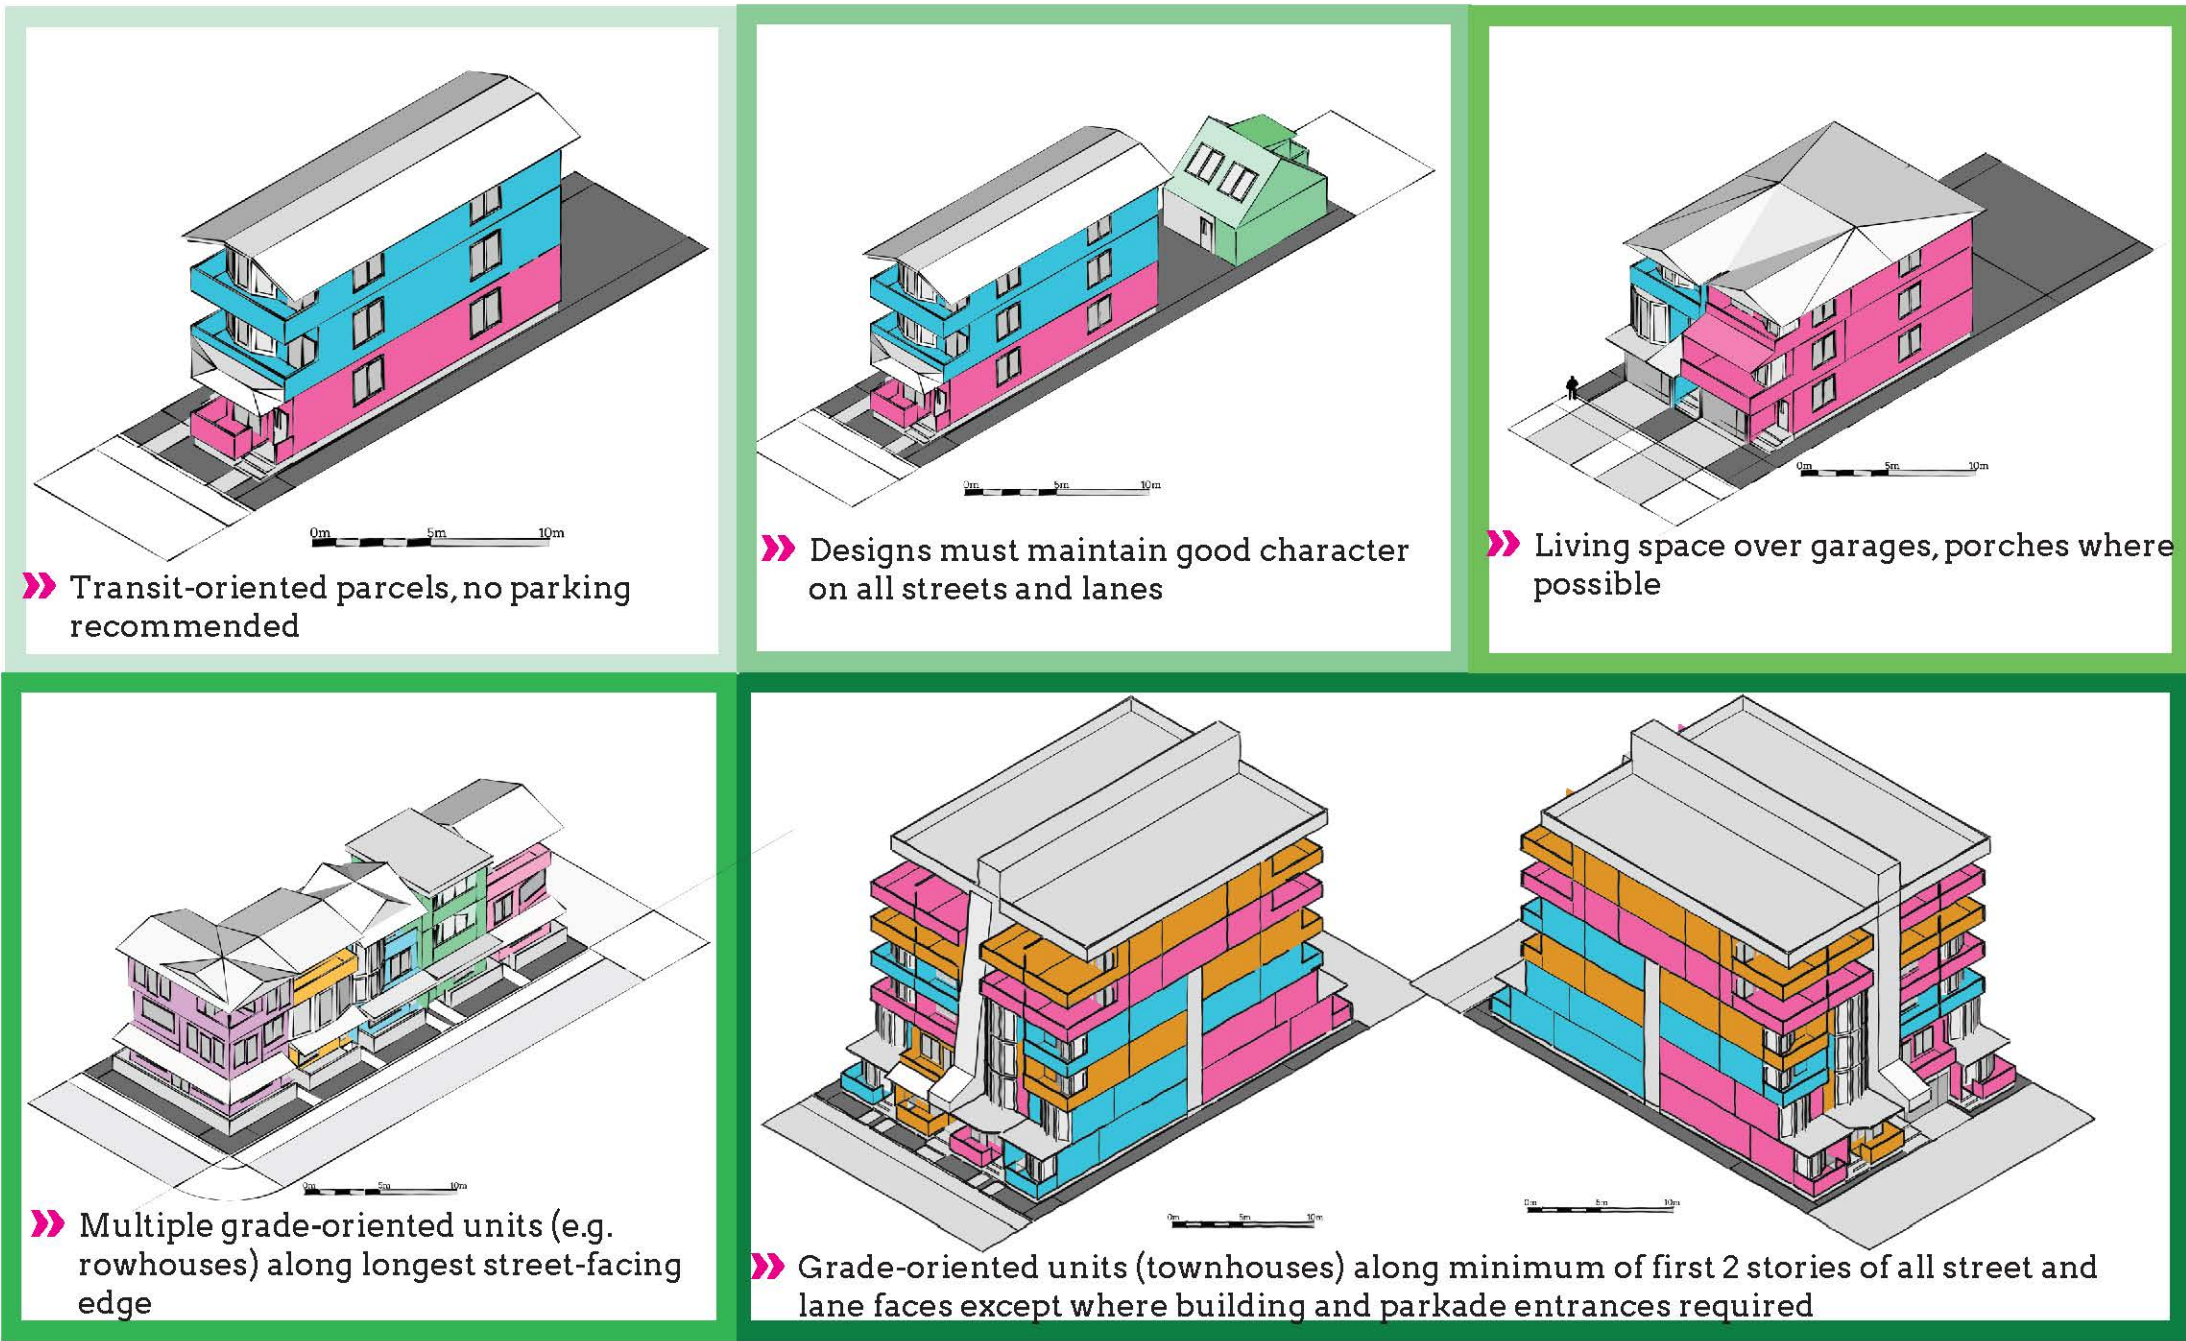 0m 5m 10m
» Transit-oriented parcels, no parking
recommended
0m 5m 10m
» Designs must maintain good character
on all streets and lanes
0m 5m 10m
» Living space over garages, porches where
possible
0m 5m 10m
» Multiple grade-oriented units (e.g.
rowhouses) along longest street-facing
edge
0m 5m 10m
0m 5m 10m
» Grade-oriented units (townhouses) along minimum of first 2 stories of all street and
lane faces except where building and parkade entrances required